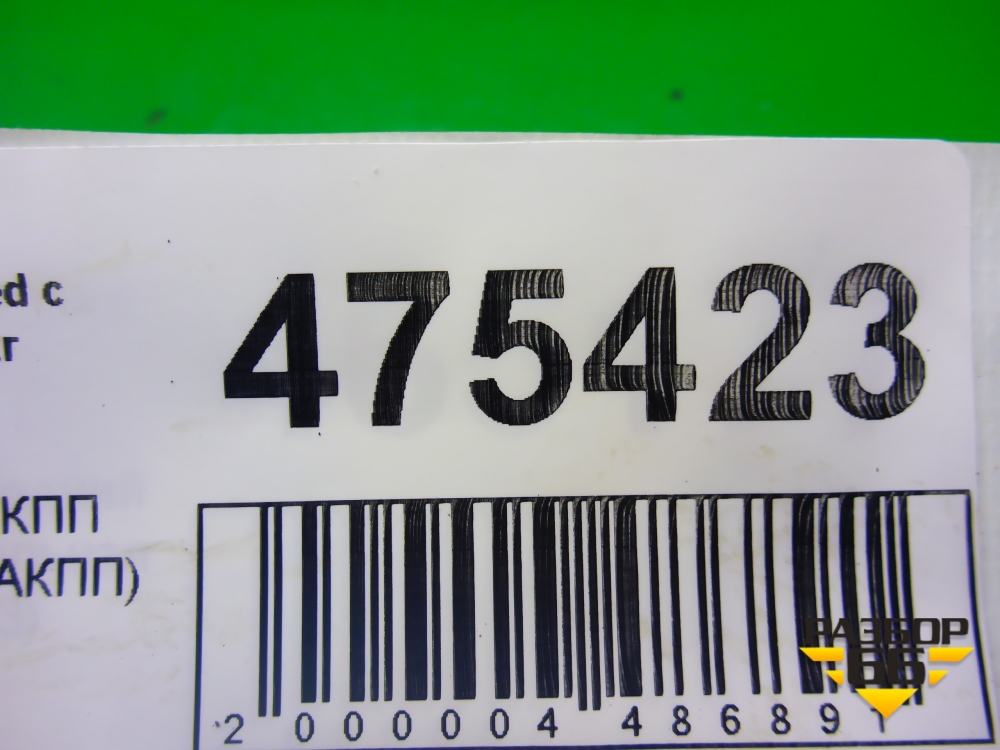 ed с
г
475423
КПП
АКПП)
2 000004 486891
РАЗБОР
66